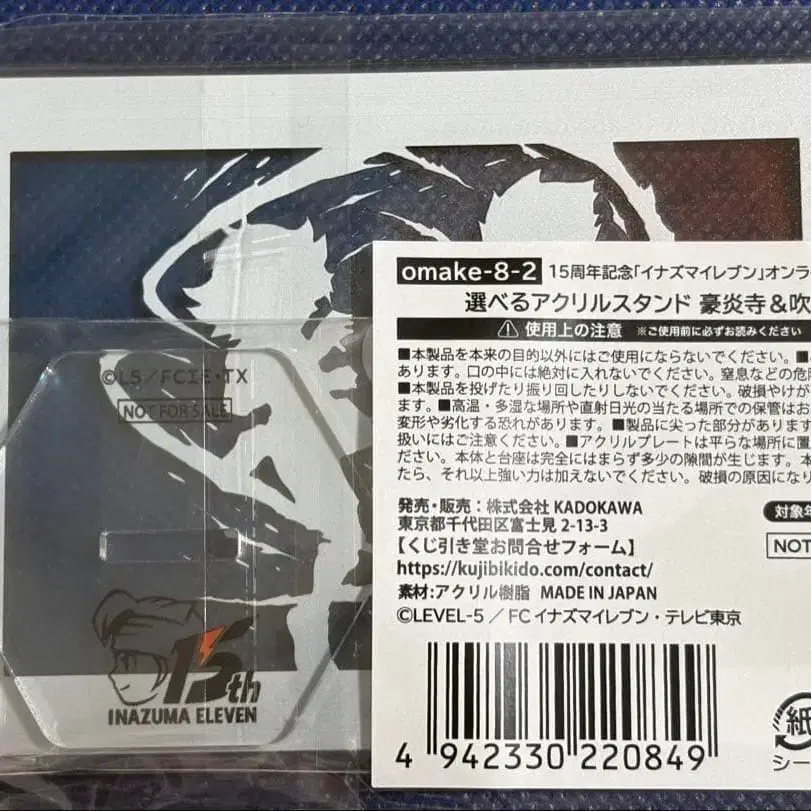 omake-8-2 15周年記念「イナズマイレブン」オンラ
選べるアクリルスタンド 豪炎寺&吹
⚠ 使用上の注意 ※ご使用前に必ずお読みください
■本製品を本来の目的以外にはご使用にならないでください。■
あります。口の中には絶対に入れないでください。窒息などの危
■本製品を投げたり振り回したりしないでください。破損やけが
ます。■高温・多湿な場所や直射日光の当たる場所での保管はお
変形や劣化する恐れがあります。■製品に尖った部分があります
扱いにはご注意ください。■アクリルプレートは平らな場所に置
ださい。本体と台座は完全にはまらず多少の隙間が生じます。本
たら、それ以上強い力は加えないでください。破損の原因になり
発売・販売:株式会社 KADOKAWA
東京都千代田区富士見 2-13-3
【くじ引き堂お問合せフォーム】
https://kujibikido.com/contact/
素材:アクリル樹脂 MADE IN JAPAN
©LEVEL-5 / FC イナズマイレブン・テレビ東京
対象年
NOT
4 942330 220849
紙
シー
©L5/FCIE・TX
NOT FOR SALE
15th
INAZUMA ELEVEN